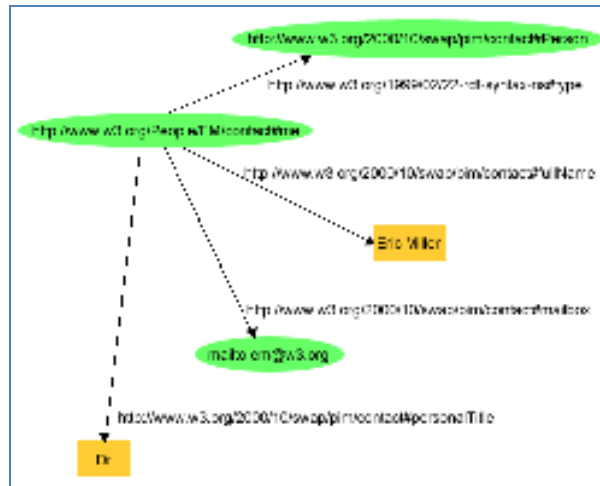 http://www.w3.org/2000/10/swap/pim/contact#Person
http://www.w3.org/1999/02/22-rdf-syntax-ns#type
http://www.w3.org/People/EM/contact#me
http://www.w3.org/2000/10/swap/pim/contact#fullName
Eric Miller
http://www.w3.org/2000/10/swap/pim/contact#mailbox
mailto:em@w3.org
http://www.w3.org/2000/10/swap/pim/contact#personalTitle
Dr.